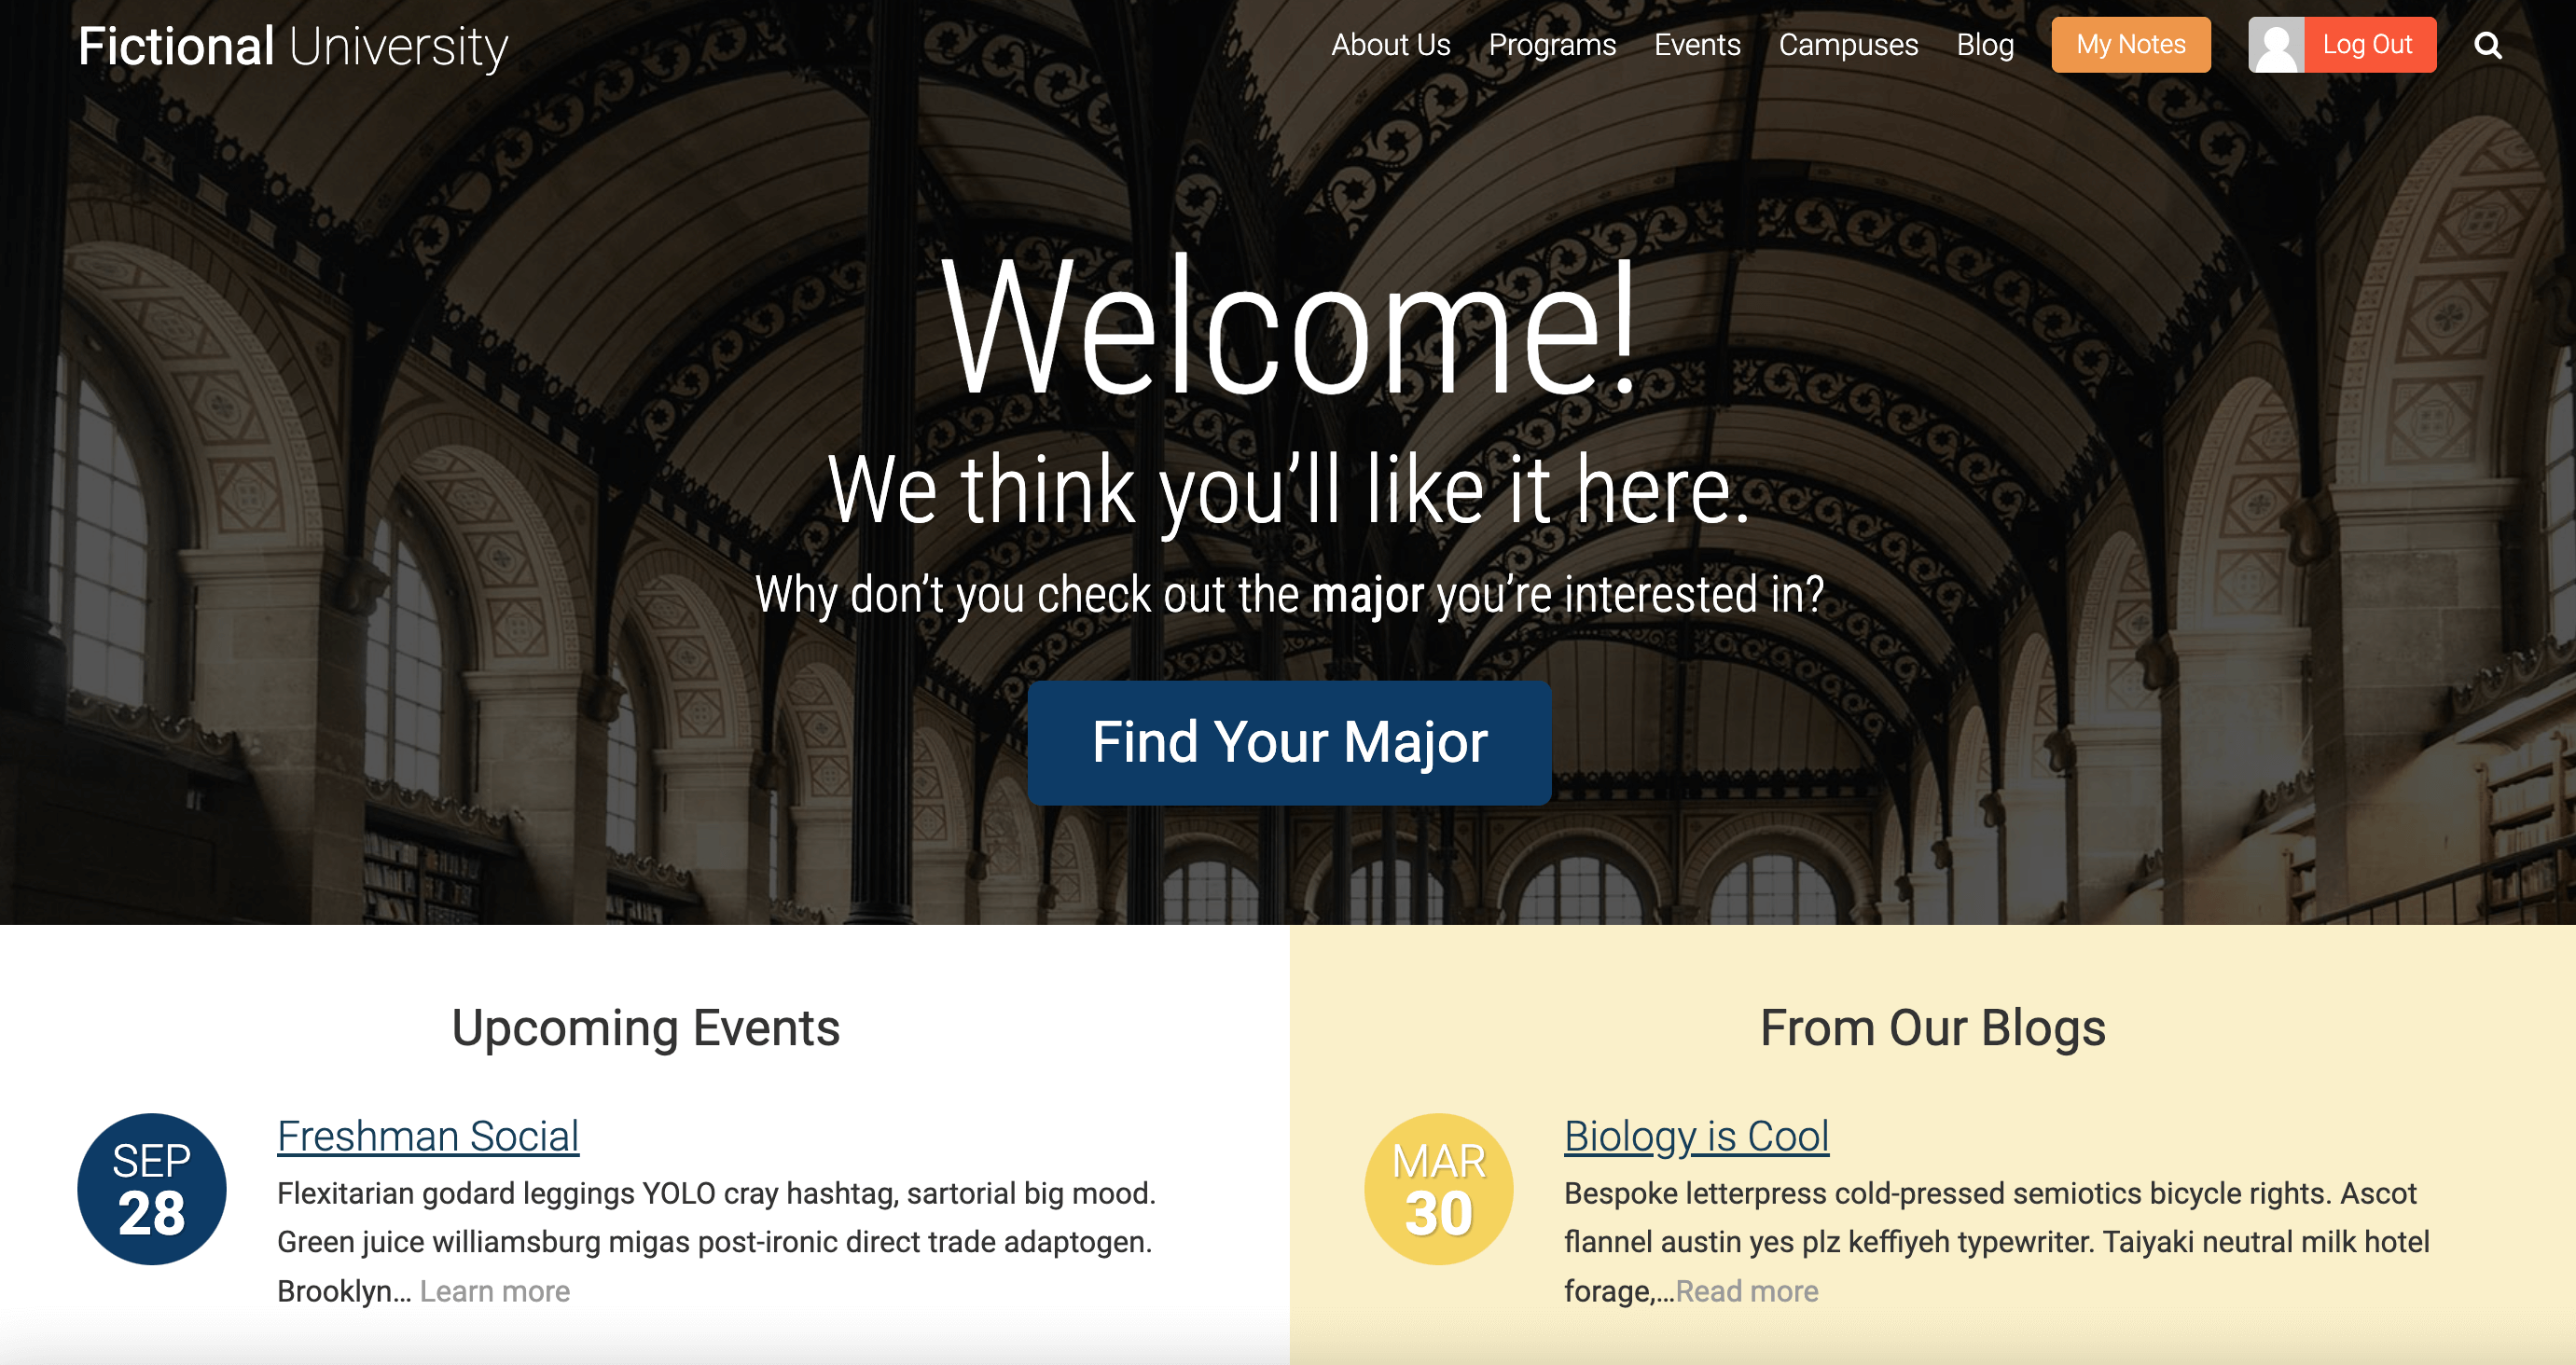 Fictional University
About Us Programs Events Campuses Blog My Notes Log Out
Welcome!
We think you’ll like it here.
Why don’t you check out the major you’re interested in?
Find Your Major
Upcoming Events
SEP
28
Freshman Social
Flexitarian godard leggings YOLO cray hashtag, sartorial big mood.
Green juice williamsburg migas post-ironic direct trade adaptogen.
Brooklyn… Learn more
From Our Blogs
MAR
30
Biology is Cool
Bespoke letterpress cold-pressed semiotics bicycle rights. Ascot
flannel austin yes plz keffiyeh typewriter. Taiyaki neutral milk hotel
forage,…Read more